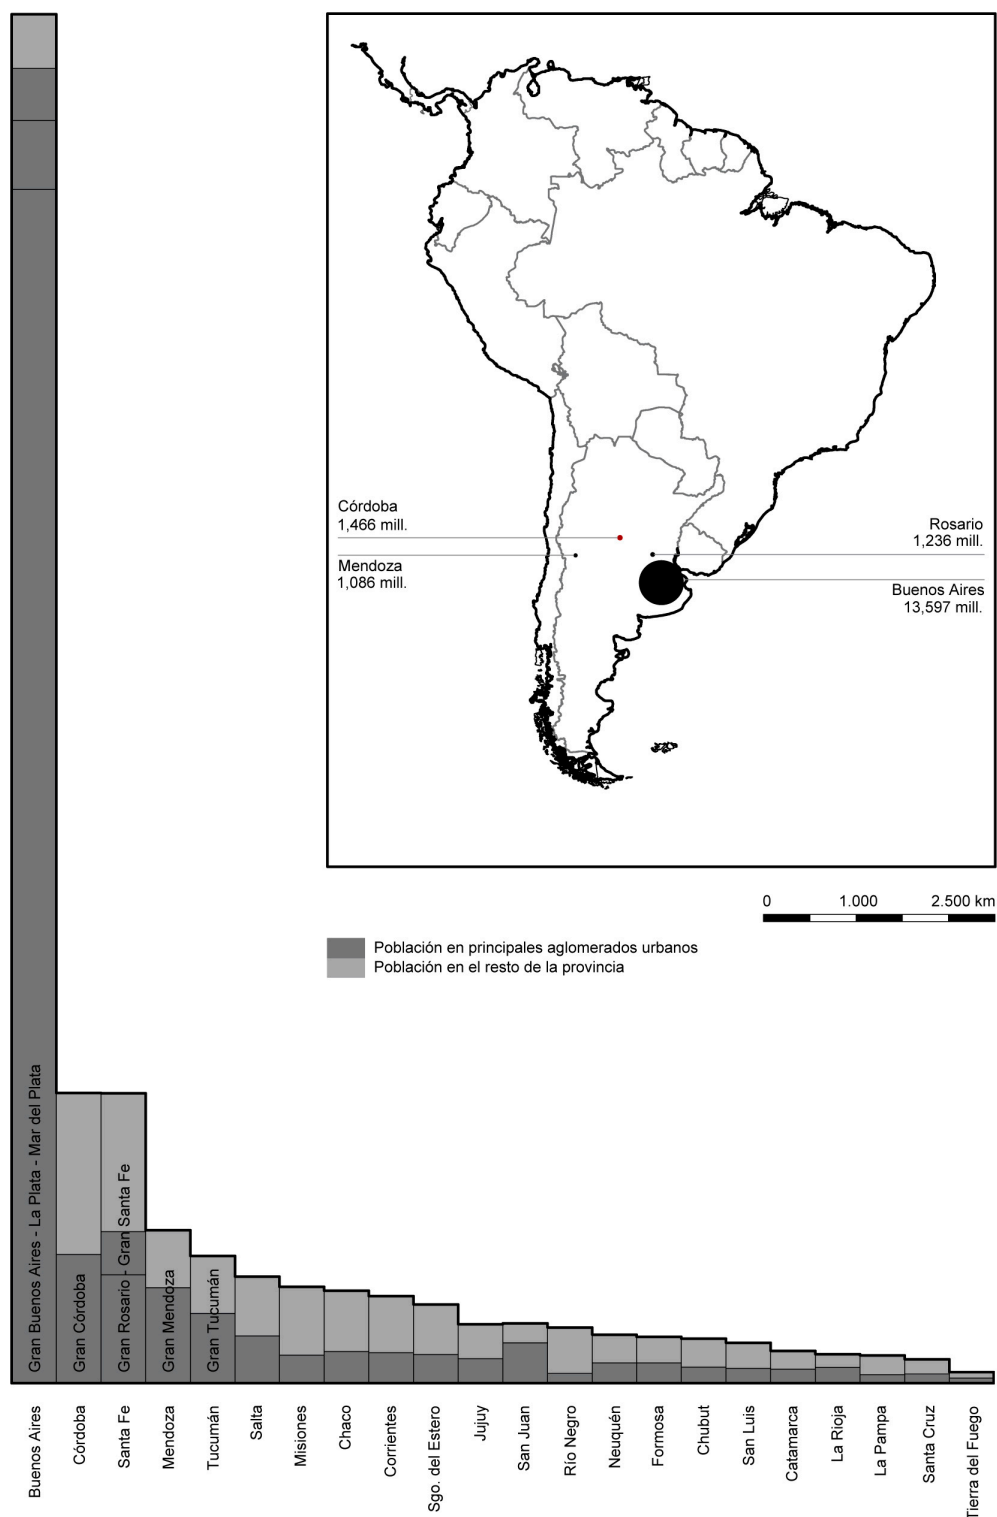 Córdoba
1,466 mill.
Mendoza
1,086 mill.
Rosario
1,236 mill.
Buenos Aires
13,597 mill.
0 1.000 2.500 km
Población en principales aglomerados urbanos
Población en el resto de la provincia
Gran Buenos Aires - La Plata - Mar del Plata
Gran Córdoba
Gran Rosario - Gran Santa Fe
Gran Mendoza
Gran Tucumán
Buenos Aires
Córdoba
Santa Fe
Mendoza
Tucumán
Salta
Misiones
Chaco
Corrientes
Sgo. del Estero
Jujuy
San Juan
Río Negro
Neuquén
Formosa
Chubut
San Luis
Catamarca
La Rioja
La Pampa
Santa Cruz
Tierra del Fuego